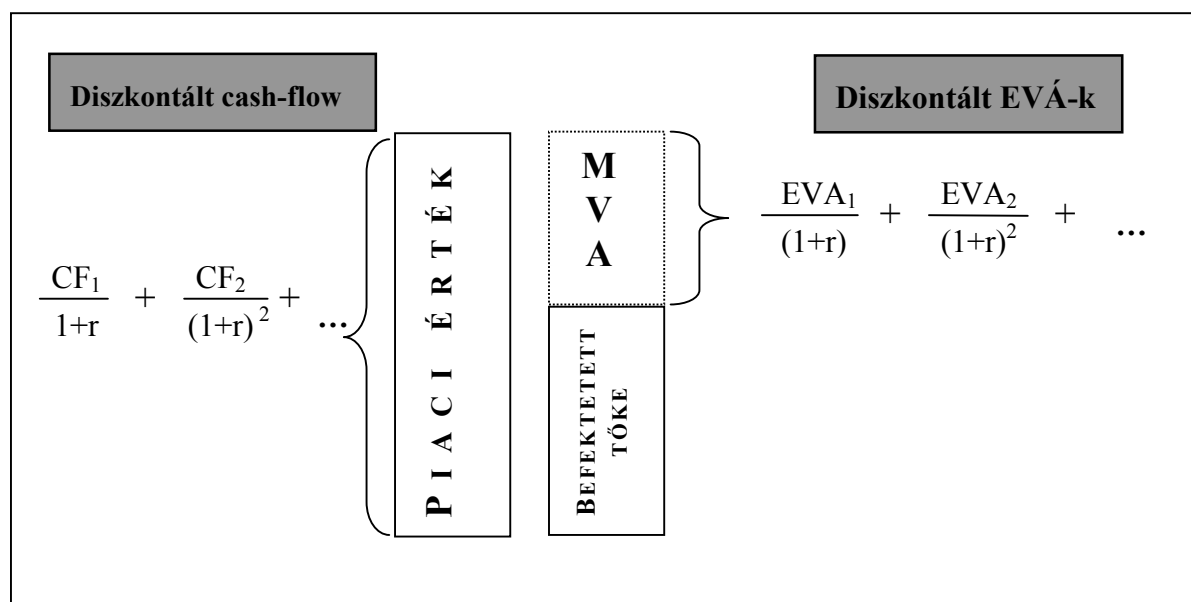 Diszkontált cash-flow
CF₁/1+r + CF₂/(1+r)² + ...
PIACI ÉRTÉK
MVA
BEFEKTETETT
TŐKE
Diszkontált EVÁ-k
EVA₁/(1+r) + EVA₂/(1+r)² + ...